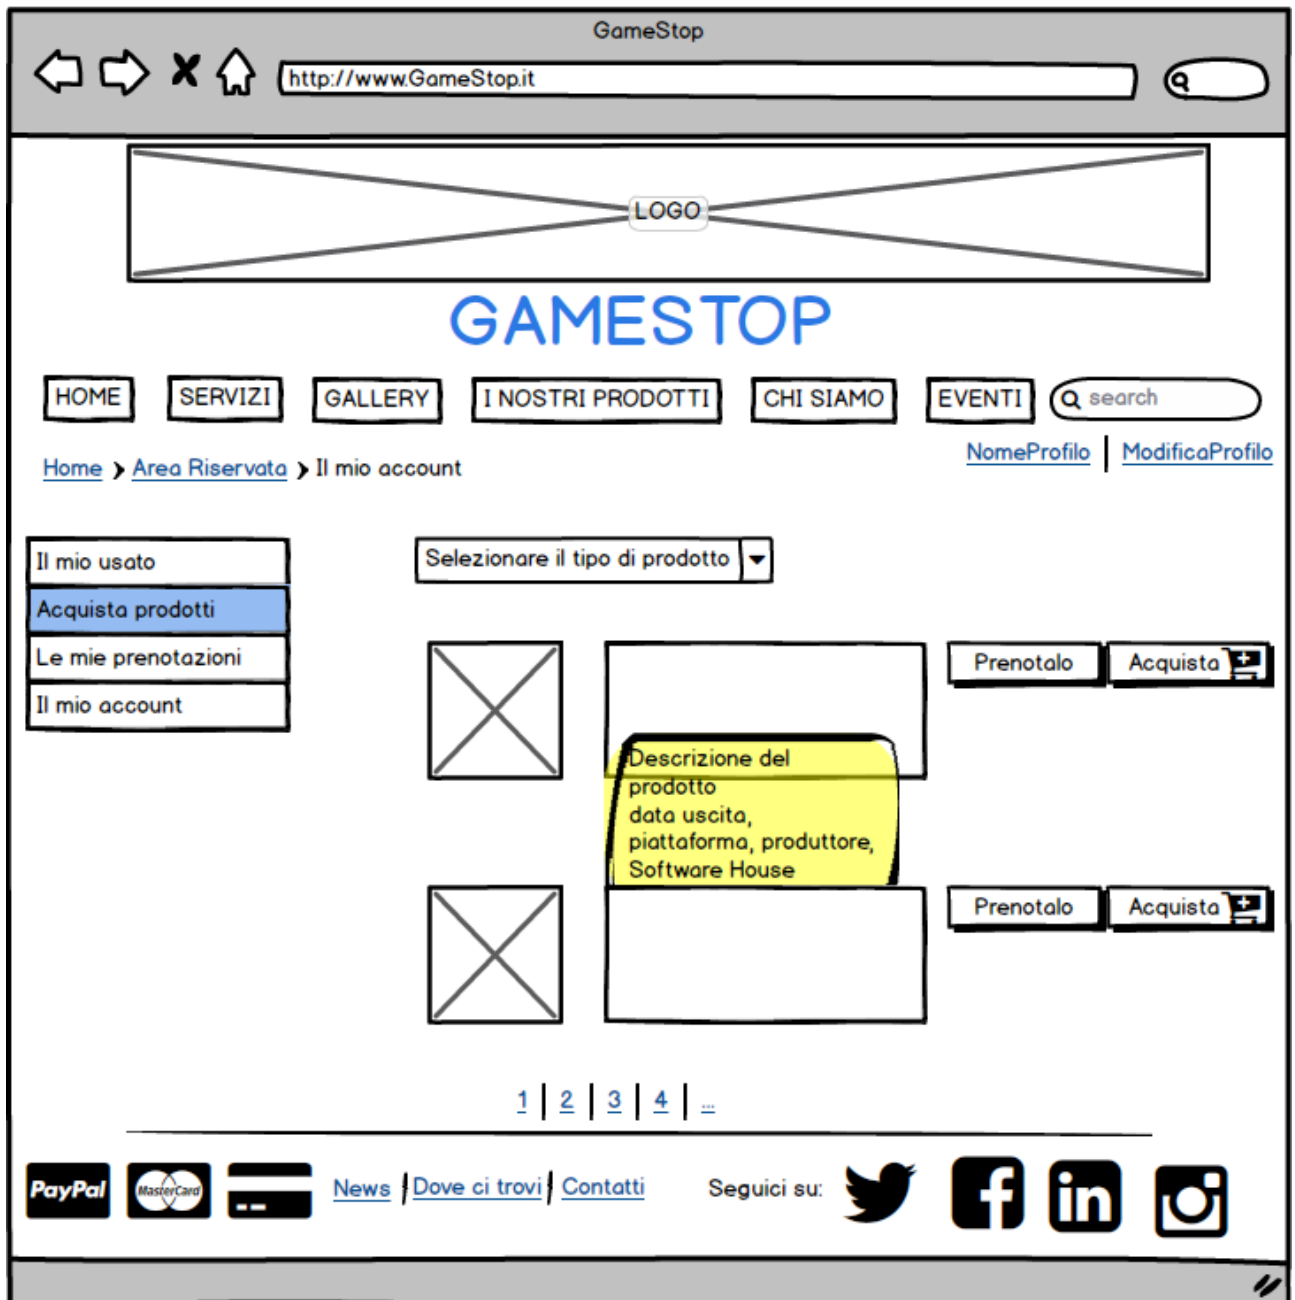 GameStop
http://www.GameStop.it
LOGO
GAMESTOP
HOME SERVIZI GALLERY I NOSTRI PRODOTTI CHI SIAMO EVENTI search
NomeProfilo ModificaProfilo
Home Area Riservata Il mio account
Il mio usato
Acquista prodotti
Le mie prenotazioni
Il mio account
Selezionare il tipo di prodotto
Prenotalo Acquista
Descrizione del
prodotto
data uscita,
piattaforma, produttore,
Software House
Prenotalo Acquista
1 2 3 4 ...
PayPal MasterCard News Dove ci trovi Contatti Seguici su: f in